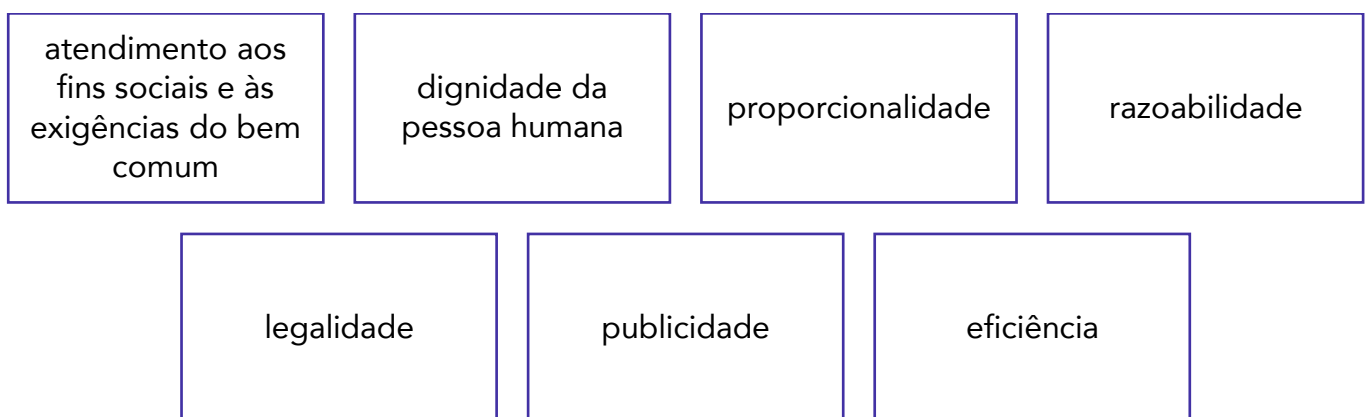 atendimento aos
fins sociais e às
exigências do bem
comum
dignidade da
pessoa humana
proporcionalidade
razoabilidade
legalidade
publicidade
eficiência